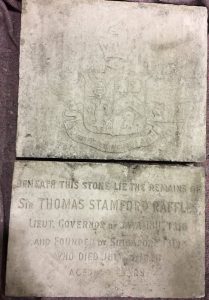 BENEATH THIS STONE LIE THE REMAINS OF
SIR THOMAS STAMFORD RAFFLES
LIEUT. GOVERNOR OF
AND FOUNDER OF SINGAPORE
WHO DIED JULY
AGED